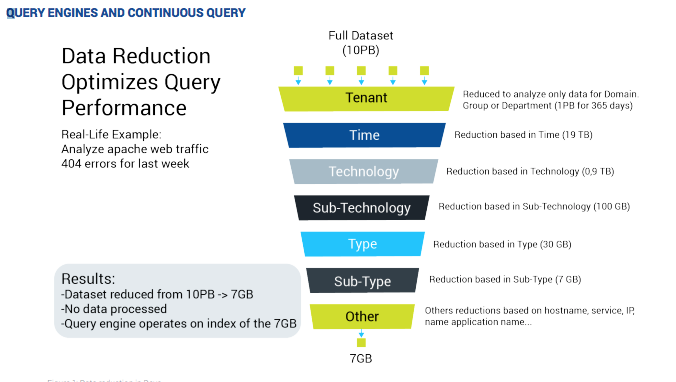 QUERY ENGINES AND CONTINUOUS QUERY
Data Reduction
Optimizes Query
Performance
Real-Life Example:
Analyze apache web traffic
404 errors for last week
Full Dataset
(10PB)
Tenant
Reduced to analyze only data for Domain.
Group or Department (1PB for 365 days)
Time
Reduction based in Time (19 TB)
Technology
Reduction based in Technology (0,9 TB)
Sub-Technology
Reduction based in Sub-Technology (100 GB)
Type
Reduction based in Type (30 GB)
Sub-Type
Reduction based in Sub-Type (7 GB)
Other
Others reductions based on hostname, service, IP,
name application name...
7GB
Results:
-Dataset reduced from 10PB -> 7GB
-No data processed
-Query engine operates on index of the 7GB